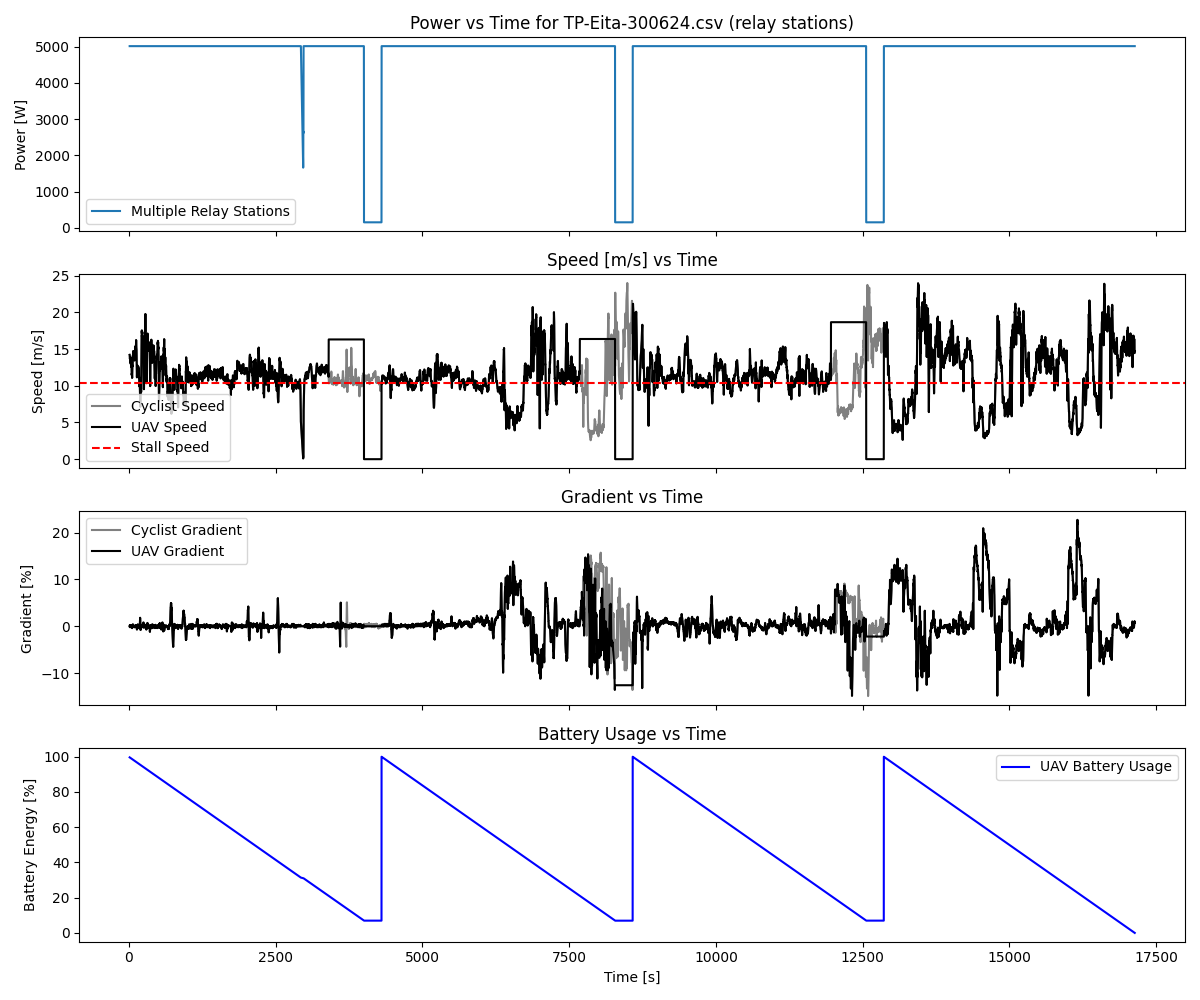 Power vs Time for TP-Eita-300624.csv (relay stations)
5000
4000
3000
2000
1000
0
Power [W]
Multiple Relay Stations
Speed [m/s] vs Time
25
20
15
10
5
0
Speed [m/s]
Cyclist Speed
UAV Speed
Stall Speed
Gradient vs Time
20
10
0
−10
Gradient [%]
Cyclist Gradient
UAV Gradient
Battery Usage vs Time
100
80
60
40
20
0
Battery Energy [%]
UAV Battery Usage
0 2500 5000 7500 10000 12500 15000 17500
Time [s]